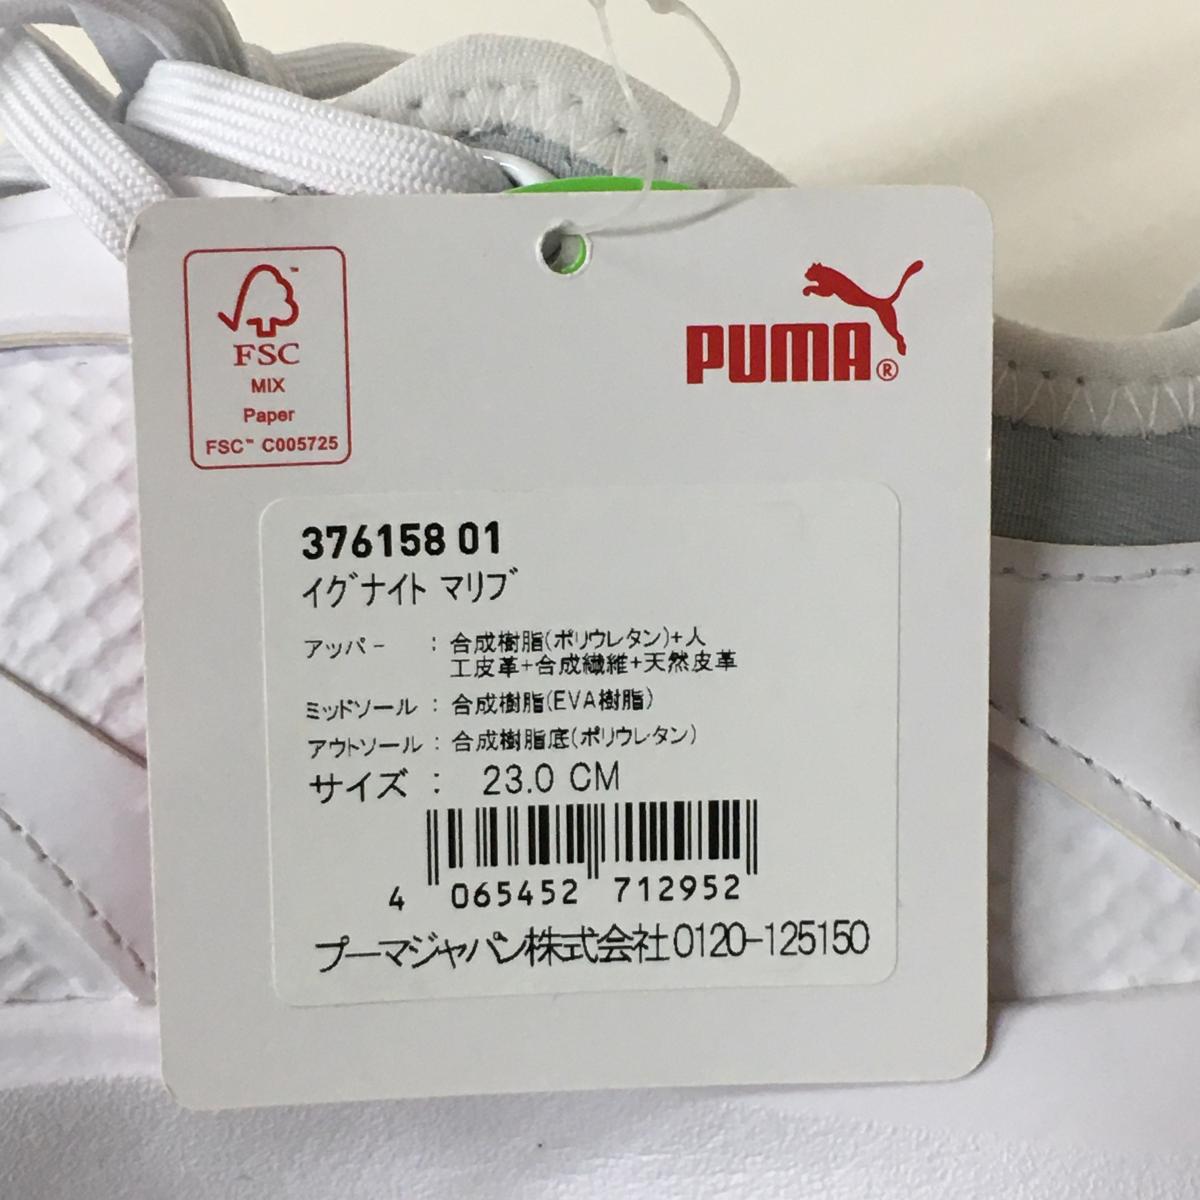 FSC
MIX
Paper
FSC™ C005725
PUMA®
376158 01
イグナイト マリブ
アッパー : 合成樹脂(ポリウレタン)+人
工皮革+合成繊維+天然皮革
ミッドソール : 合成樹脂(EVA樹脂)
アウトソール : 合成樹脂底(ポリウレタン)
サイズ : 23.0 CM
4 065452 712952
プーマジャパン株式会社0120-125150